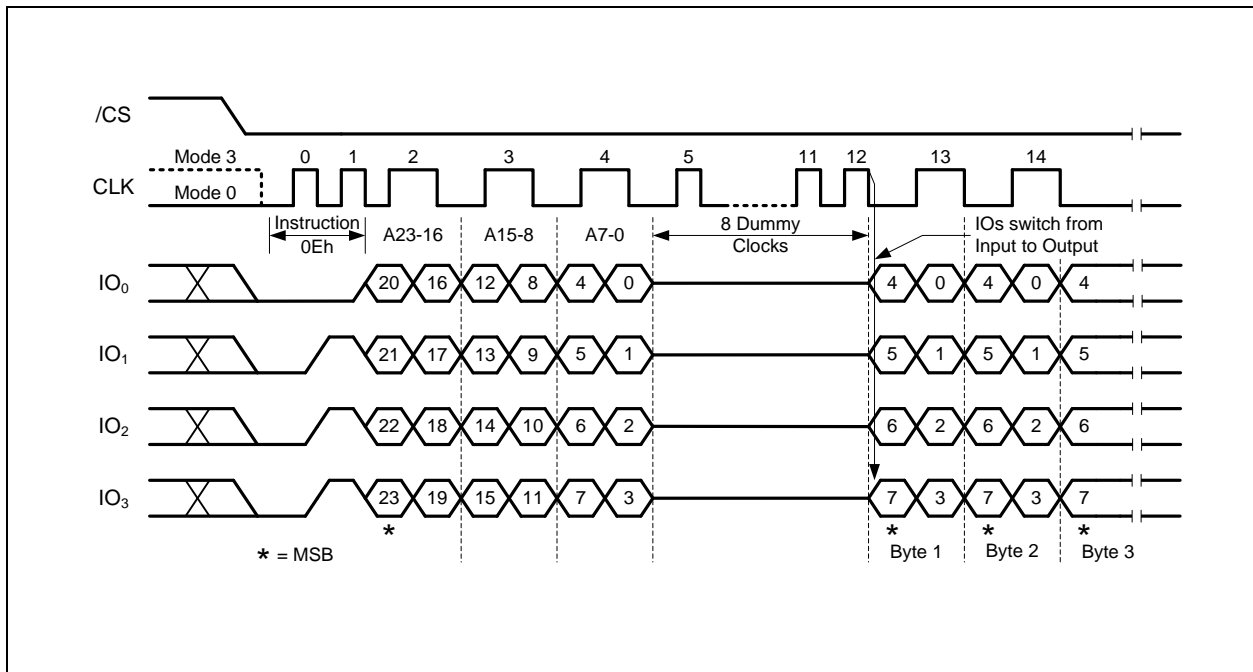 /CS
Mode 3 0 1 2 3 4 5 11 12 13 14
CLK
Mode 0
Instruction 8 Dummy IOs switch from
0Eh A23-16 A15-8 A7-0 Clocks Input to Output
IO0 20 16 12 8 4 0 4 0 4 0 4
IO1 21 17 13 9 5 1 5 1 5 1 5
IO2 22 18 14 10 6 2 6 2 6 2 6
IO3 23 19 15 11 7 3 7 3 7 3 7
* * * *
* = MSB Byte 1 Byte 2 Byte 3